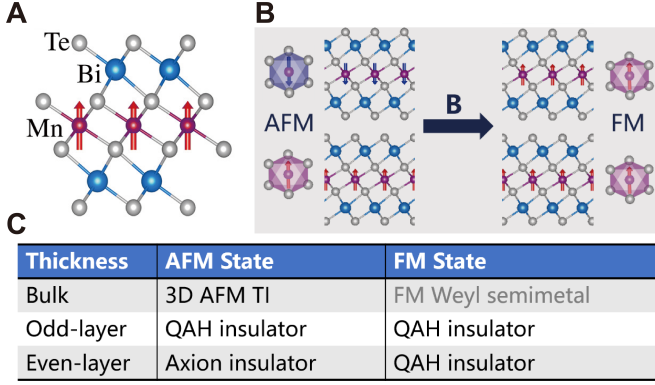 A
Te
Bi
Mn
B
AFM
B
FM
C
Thickness AFM State FM State
Bulk 3D AFM TI FM Weyl semimetal
Odd-layer QAH insulator QAH insulator
Even-layer Axion insulator QAH insulator